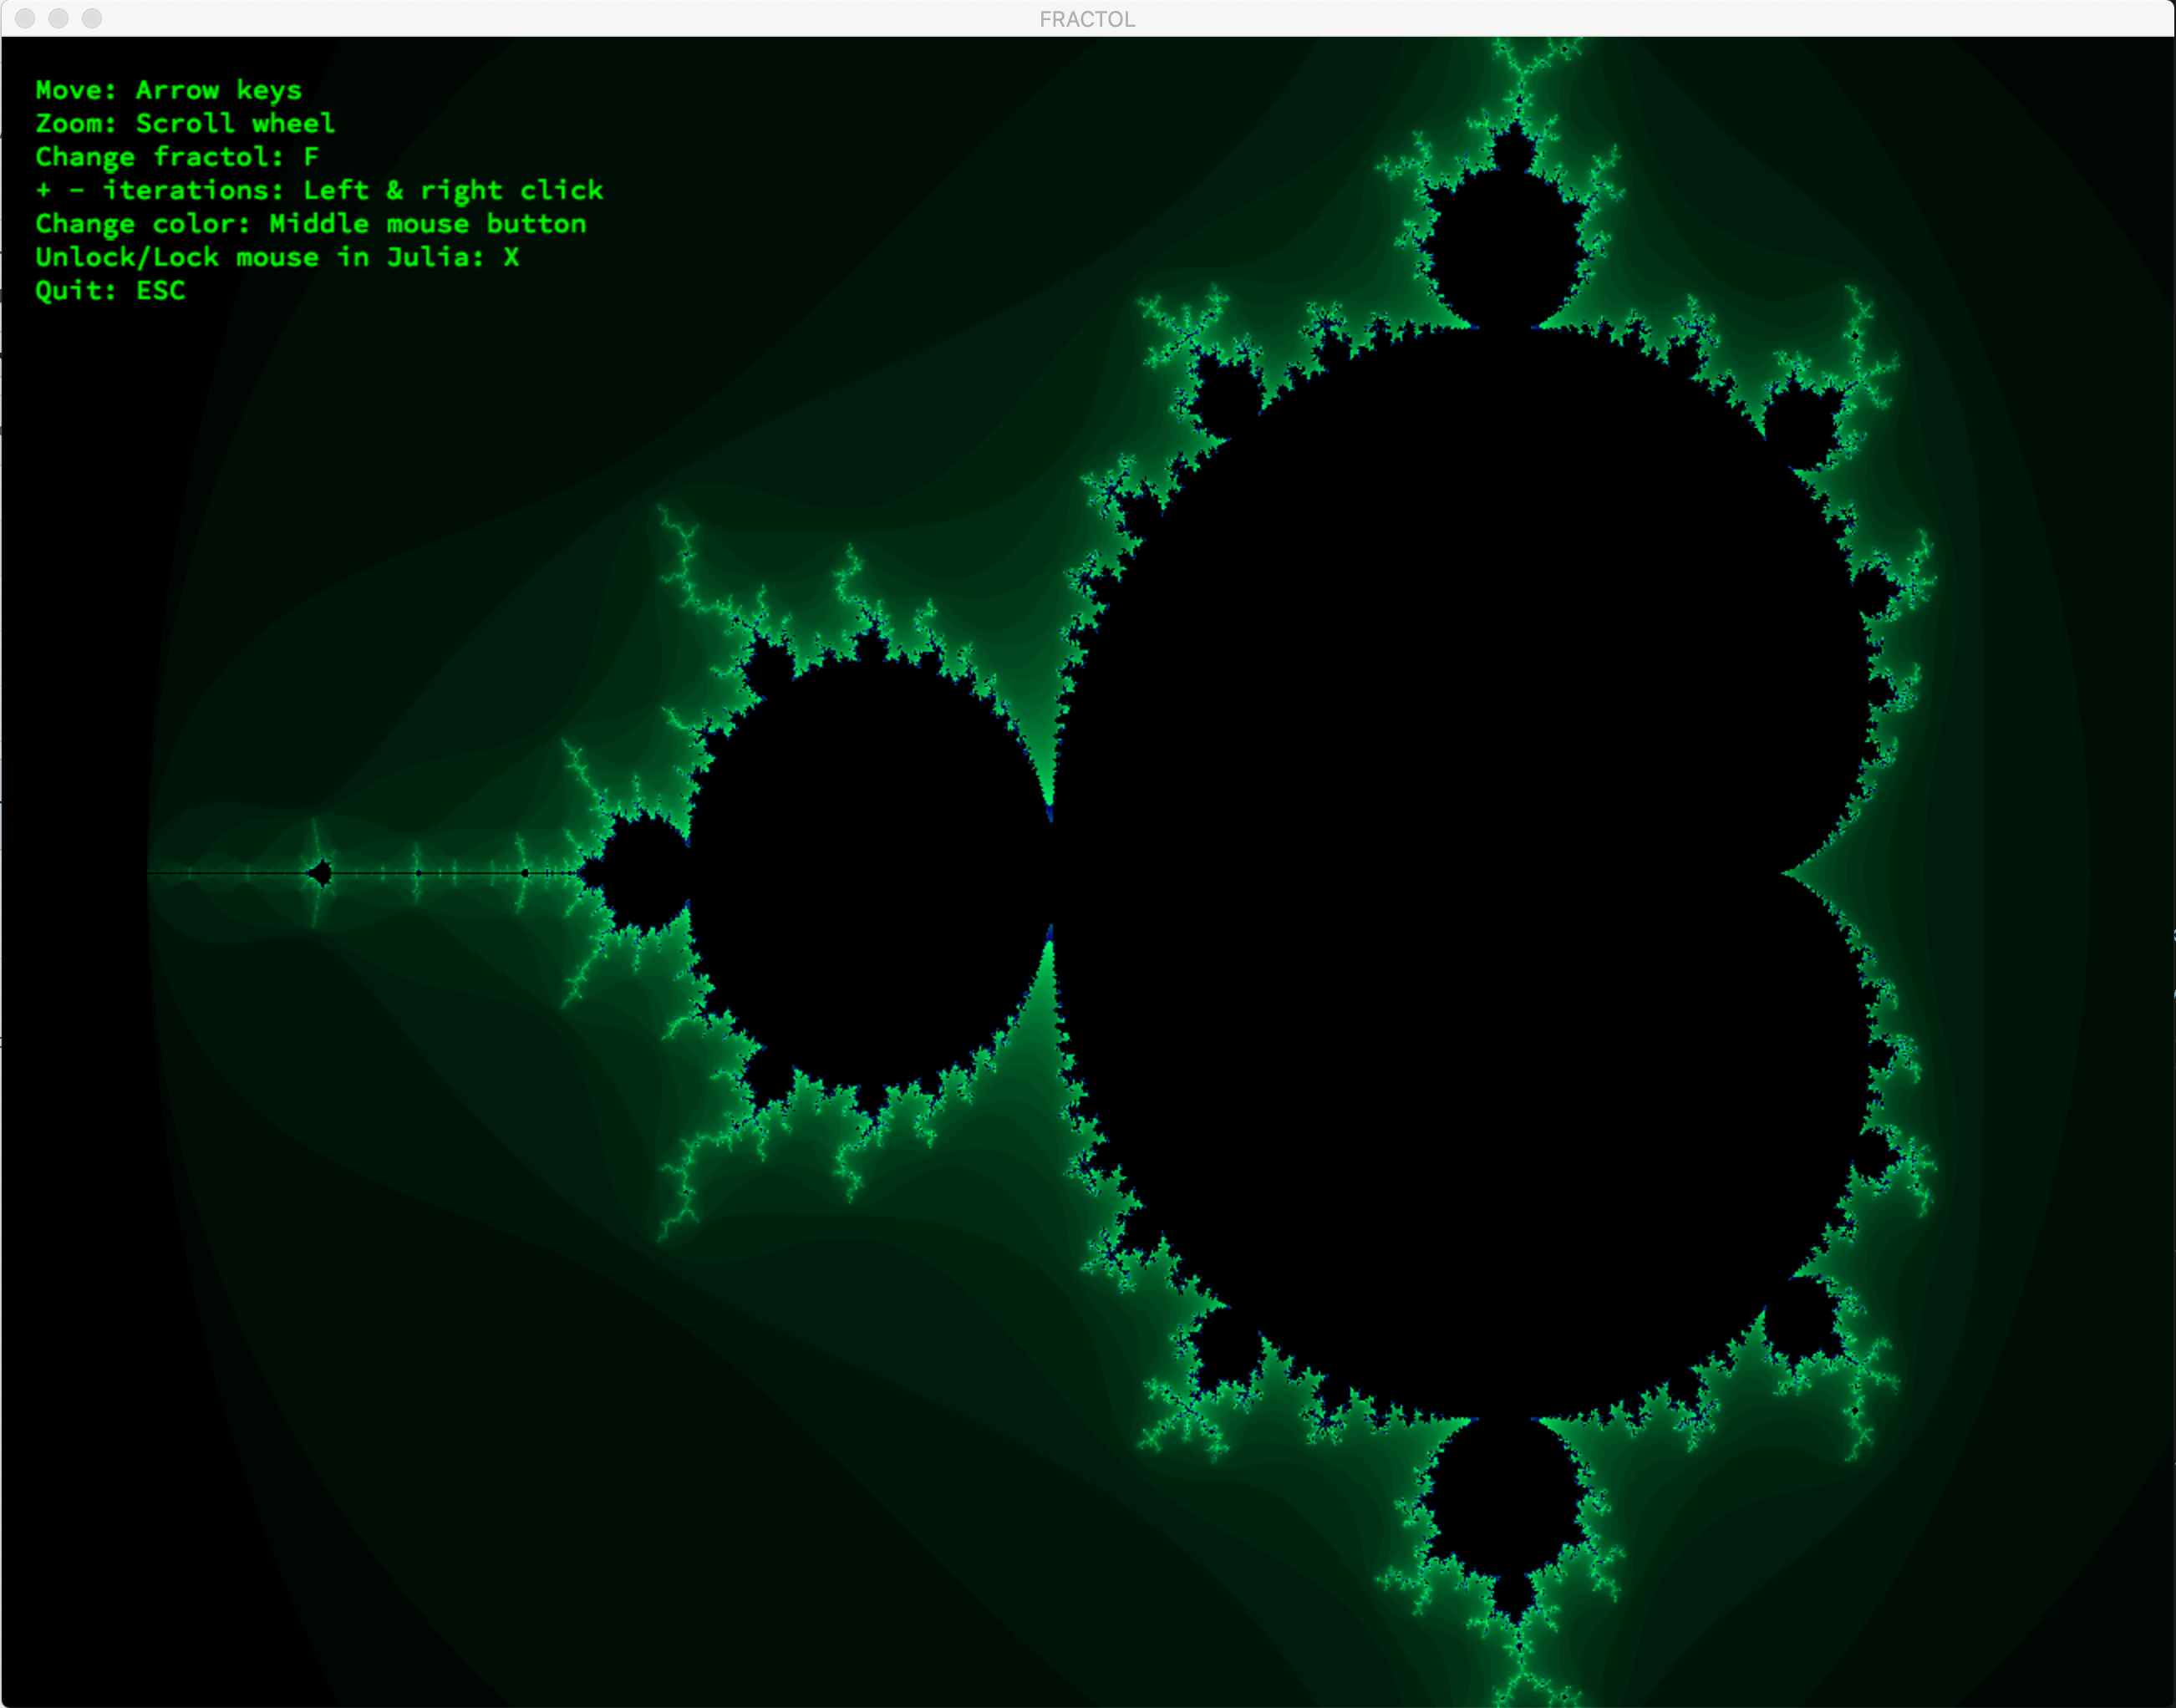 FRACTOL
Move: Arrow keys
Zoom: Scroll wheel
Change fractol: F
+ - iterations: Left & right click
Change color: Middle mouse button
Unlock/Lock mouse in Julia: X
Quit: ESC